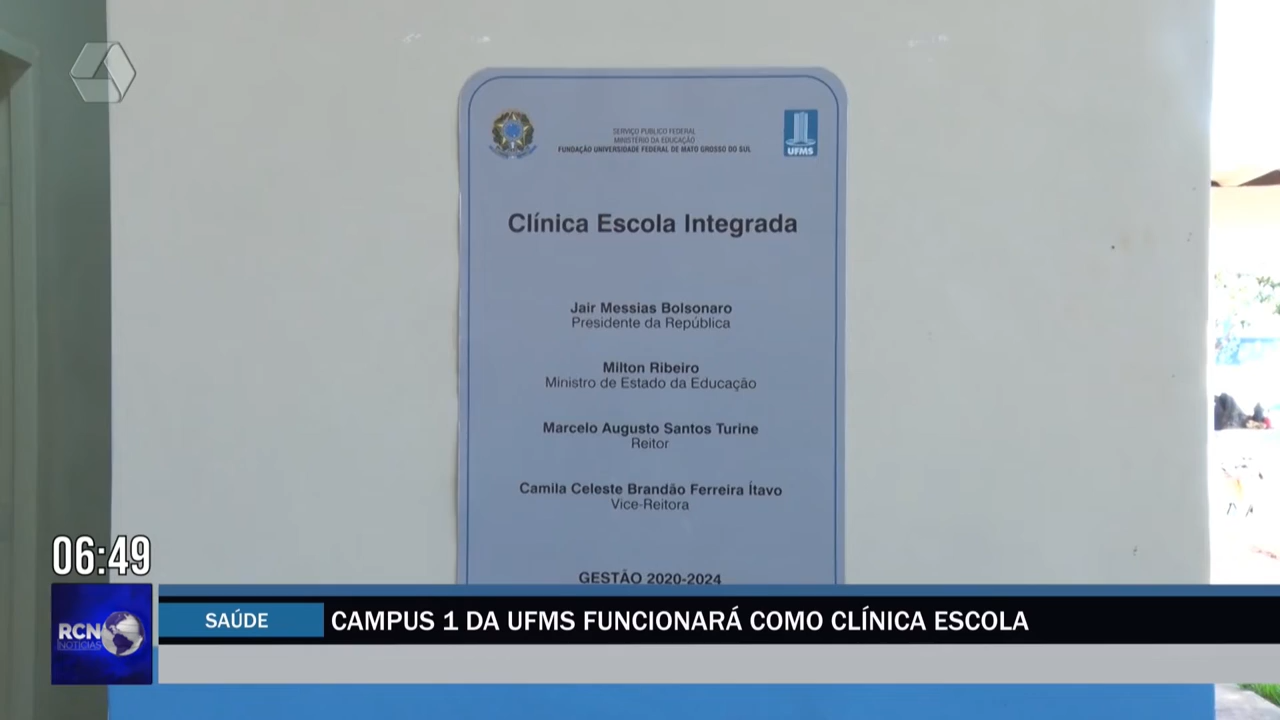 SERVIÇO PÚBLICO FEDERAL
MINISTÉRIO DA EDUCAÇÃO
FUNDAÇÃO UNIVERSIDADE FEDERAL DE MATO GROSSO DO SUL
UFMS
Clínica Escola Integrada
Jair Messias Bolsonaro
Presidente da República
Milton Ribeiro
Ministro de Estado da Educação
Marcelo Augusto Santos Turine
Reitor
Camila Celeste Brandão Ferreira Ítavo
Vice-Reitora
GESTÃO 2020-2024
06:49
RCN
NOTÍCIAS
SAÚDE
CAMPUS 1 DA UFMS FUNCIONARÁ COMO CLÍNICA ESCOLA